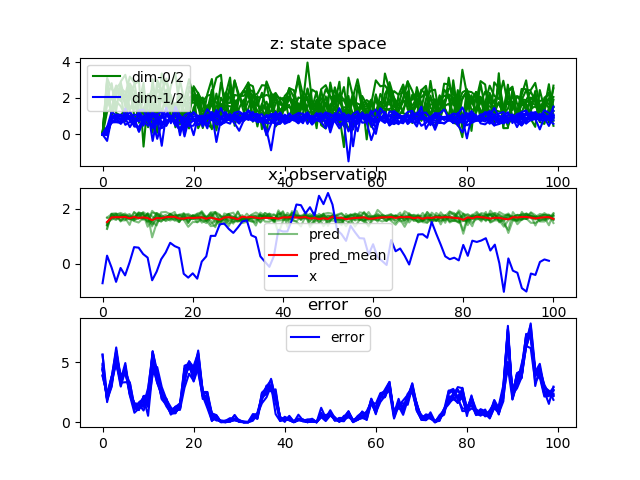 z: state space
4
2
0
dim-0/2
dim-1/2
0 20 40 60 80 100
x: observation
2
0
pred
pred_mean
x
0 20 40 60 80 100
error
5
0
error
0 20 40 60 80 100